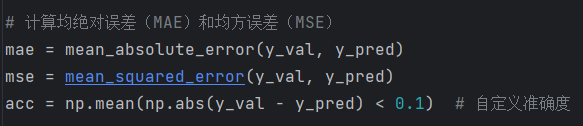 # 计算均绝对误差（MAE）和均方误差（MSE）
mae = mean_absolute_error(y_val, y_pred)
mse = mean_squared_error(y_val, y_pred)
acc = np.mean(np.abs(y_val - y_pred) < 0.1)  # 自定义准确度